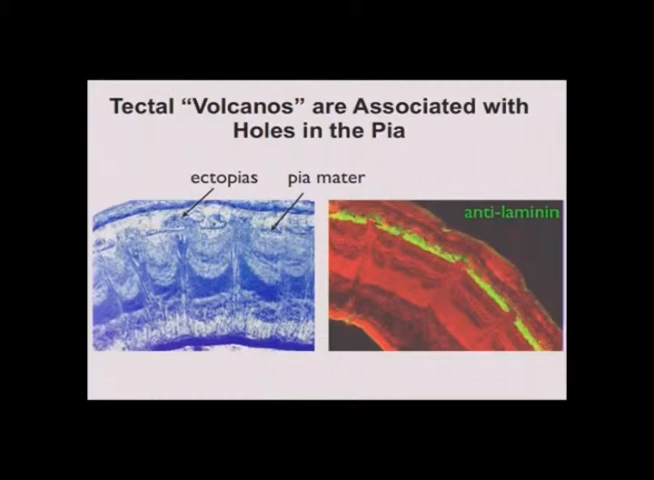 Tectal “Volcanos” are Associated with
Holes in the Pia
ectopias pia mater
anti-laminin